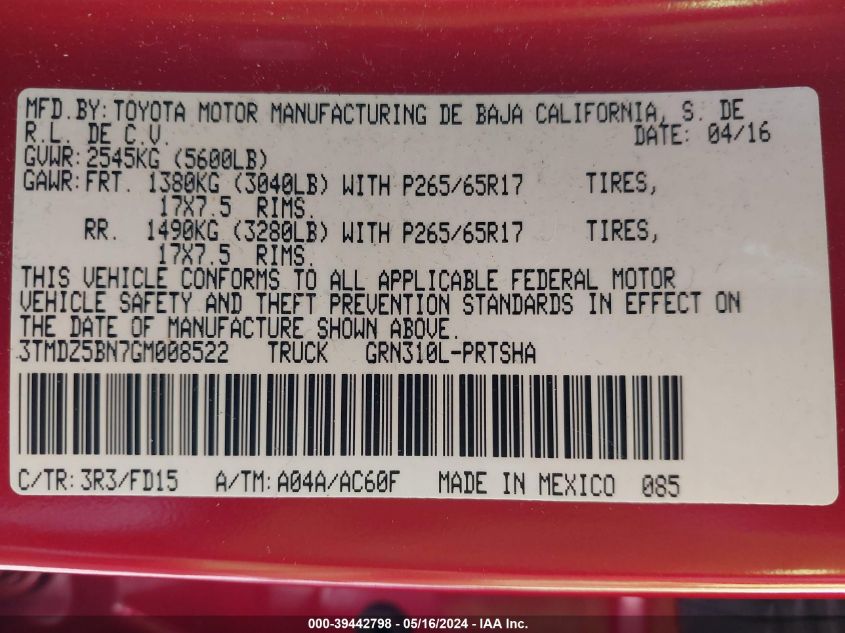 MFD.BY:TOYOTA MOTOR MANUFACTURING DE BAJA CALIFORNIA, S. DE
R.L. DE C.V. DATE: 04/16
GVWR:2545KG (5600LB)
GAWR:FRT. 1380KG (3040LB) WITH P265/65R17 TIRES,
17X7.5 RIMS.
RR. 1490KG (3280LB) WITH P265/65R17 TIRES,
17X7.5 RIMS.
THIS VEHICLE CONFORMS TO ALL APPLICABLE FEDERAL MOTOR
VEHICLE SAFETY AND THEFT PREVENTION STANDARDS IN EFFECT ON
THE DATE OF MANUFACTURE SHOWN ABOVE.
3TMDZ5BN7GM008522 TRUCK GRN310L-PRTSHA
C/TR:3R3/FD15 A/TM:A04A/AC60F MADE IN MEXICO 085
000-39442798 - 05/16/2024 - IAA Inc.